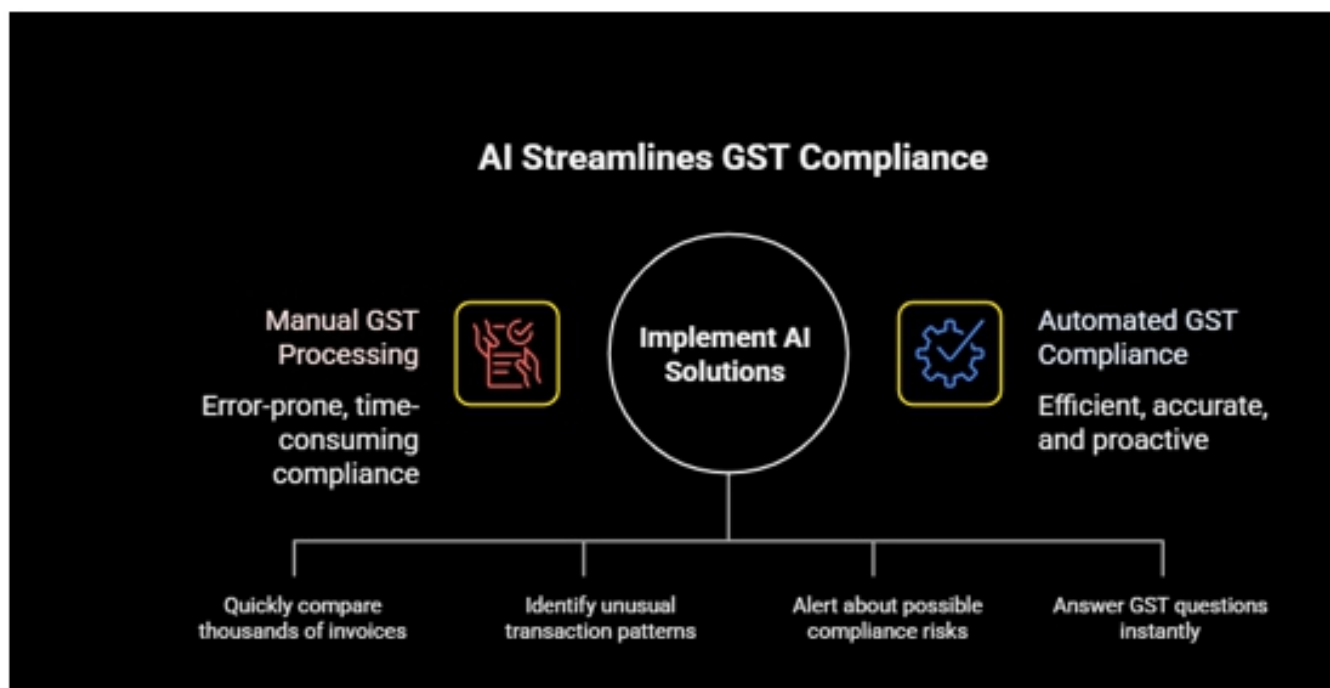 AI Streamlines GST Compliance
Manual GST
Processing
Error-prone, time-
consuming
compliance
Implement AI
Solutions
Automated GST
Compliance
Efficient, accurate,
and proactive
Quickly compare
thousands of invoices
Identify unusual
transaction patterns
Alert about possible
compliance risks
Answer GST questions
instantly